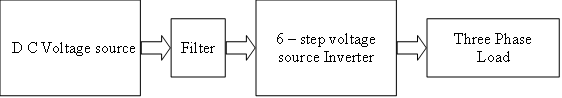 D C Voltage source
Filter
6 – step voltage
source Inverter
Three Phase
Load